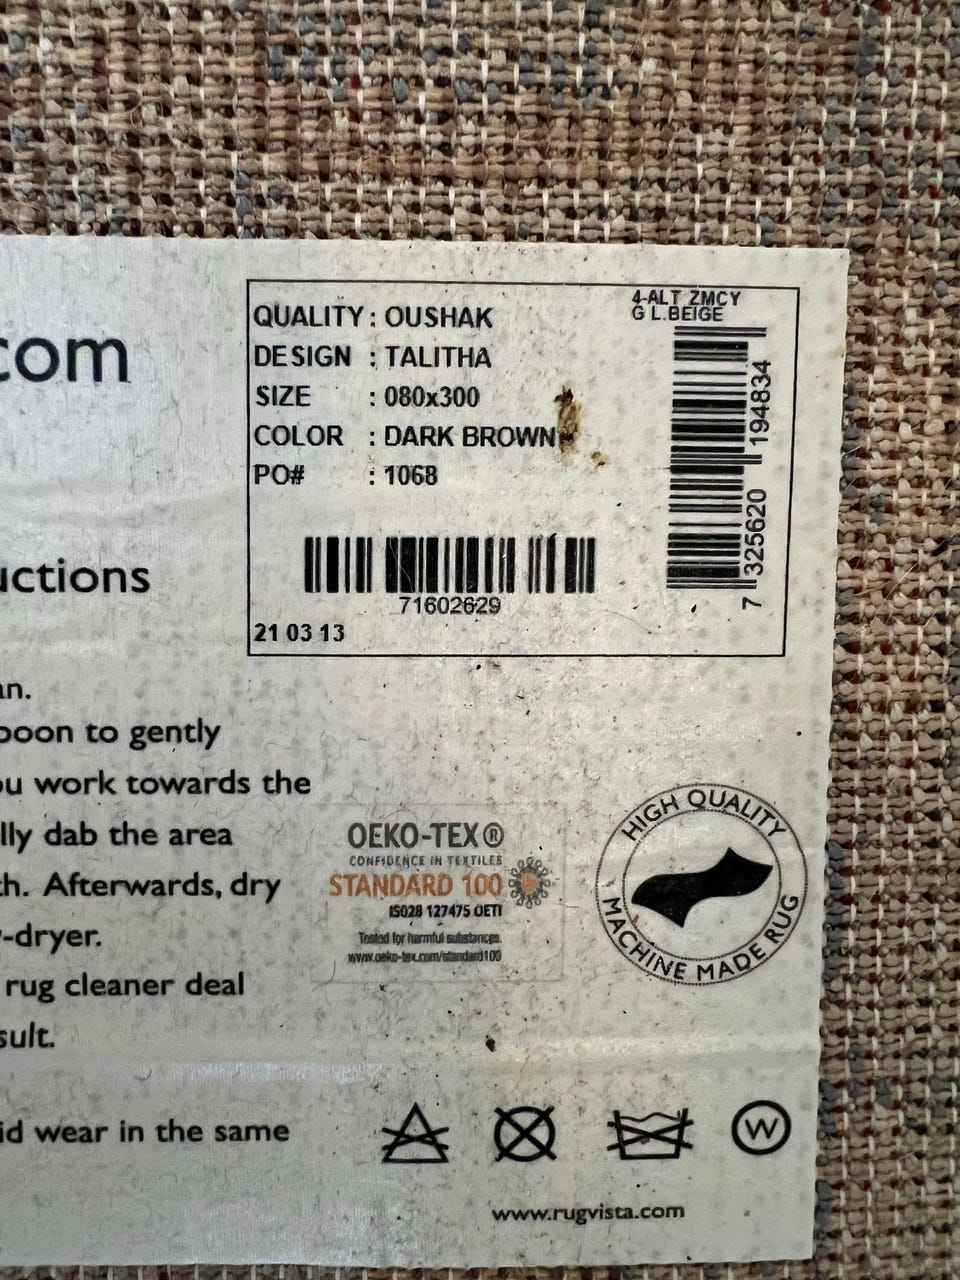 .com
uctions
an.
poon to gently
ou work towards the
lly dab the area
th. Afterwards, dry
-dryer.
rug cleaner deal
sult.
id wear in the same
QUALITY : OUSHAK
DESIGN : TALITHA
SIZE : 080x300
COLOR : DARK BROWN
PO# : 1068
71602629
21 03 13
4-ALT ZMCY
G L.BEIGE
7 325620 194834
OEKO-TEX®
CONFIDENCE IN TEXTILES
STANDARD 100
IS028 127475 OETI
Tested for harmful substances.
www.oeko-tex.com/standard100
HIGH QUALITY
MACHINE MADE RUG
W
www.rugvista.com